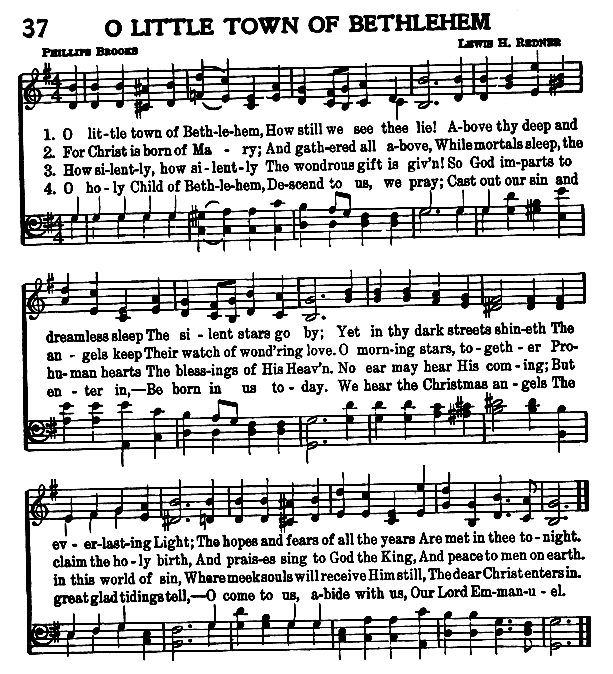 37 O LITTLE TOWN OF BETHLEHEM
PHILLIPS BROOKS LEWIS H. REDNER
1. O lit-tle town of Beth-le-hem, How still we see thee lie! A-bove thy deep and
2. For Christ is born of Ma - ry; And gath-ered all a-bove, While mortals sleep, the
3. How si-lent-ly, how si-lent-ly The wondrous gift is giv'n! So God im-parts to
4. O ho-ly Child of Beth-le-hem, De-scend to us, we pray; Cast out our sin and
dreamless sleep The si-lent stars go by; Yet in thy dark streets shin-eth The
an - gels keep Their watch of wond'ring love. O morn-ing stars, to-geth-er Pro-
hu-man hearts The bless-ings of His Heav'n. No ear may hear His com-ing; But
en - ter in,—Be born in us to-day. We hear the Christmas an-gels The
ev - er-last-ing Light; The hopes and fears of all the years Are met in thee to-night.
claim the ho-ly birth, And prais-es sing to God the King, And peace to men on earth.
in this world of sin, Where meek souls will receive Him still, The dear Christ enters in.
great glad tidings tell,—O come to us, a-bide with us, Our Lord Em-man-u - el.